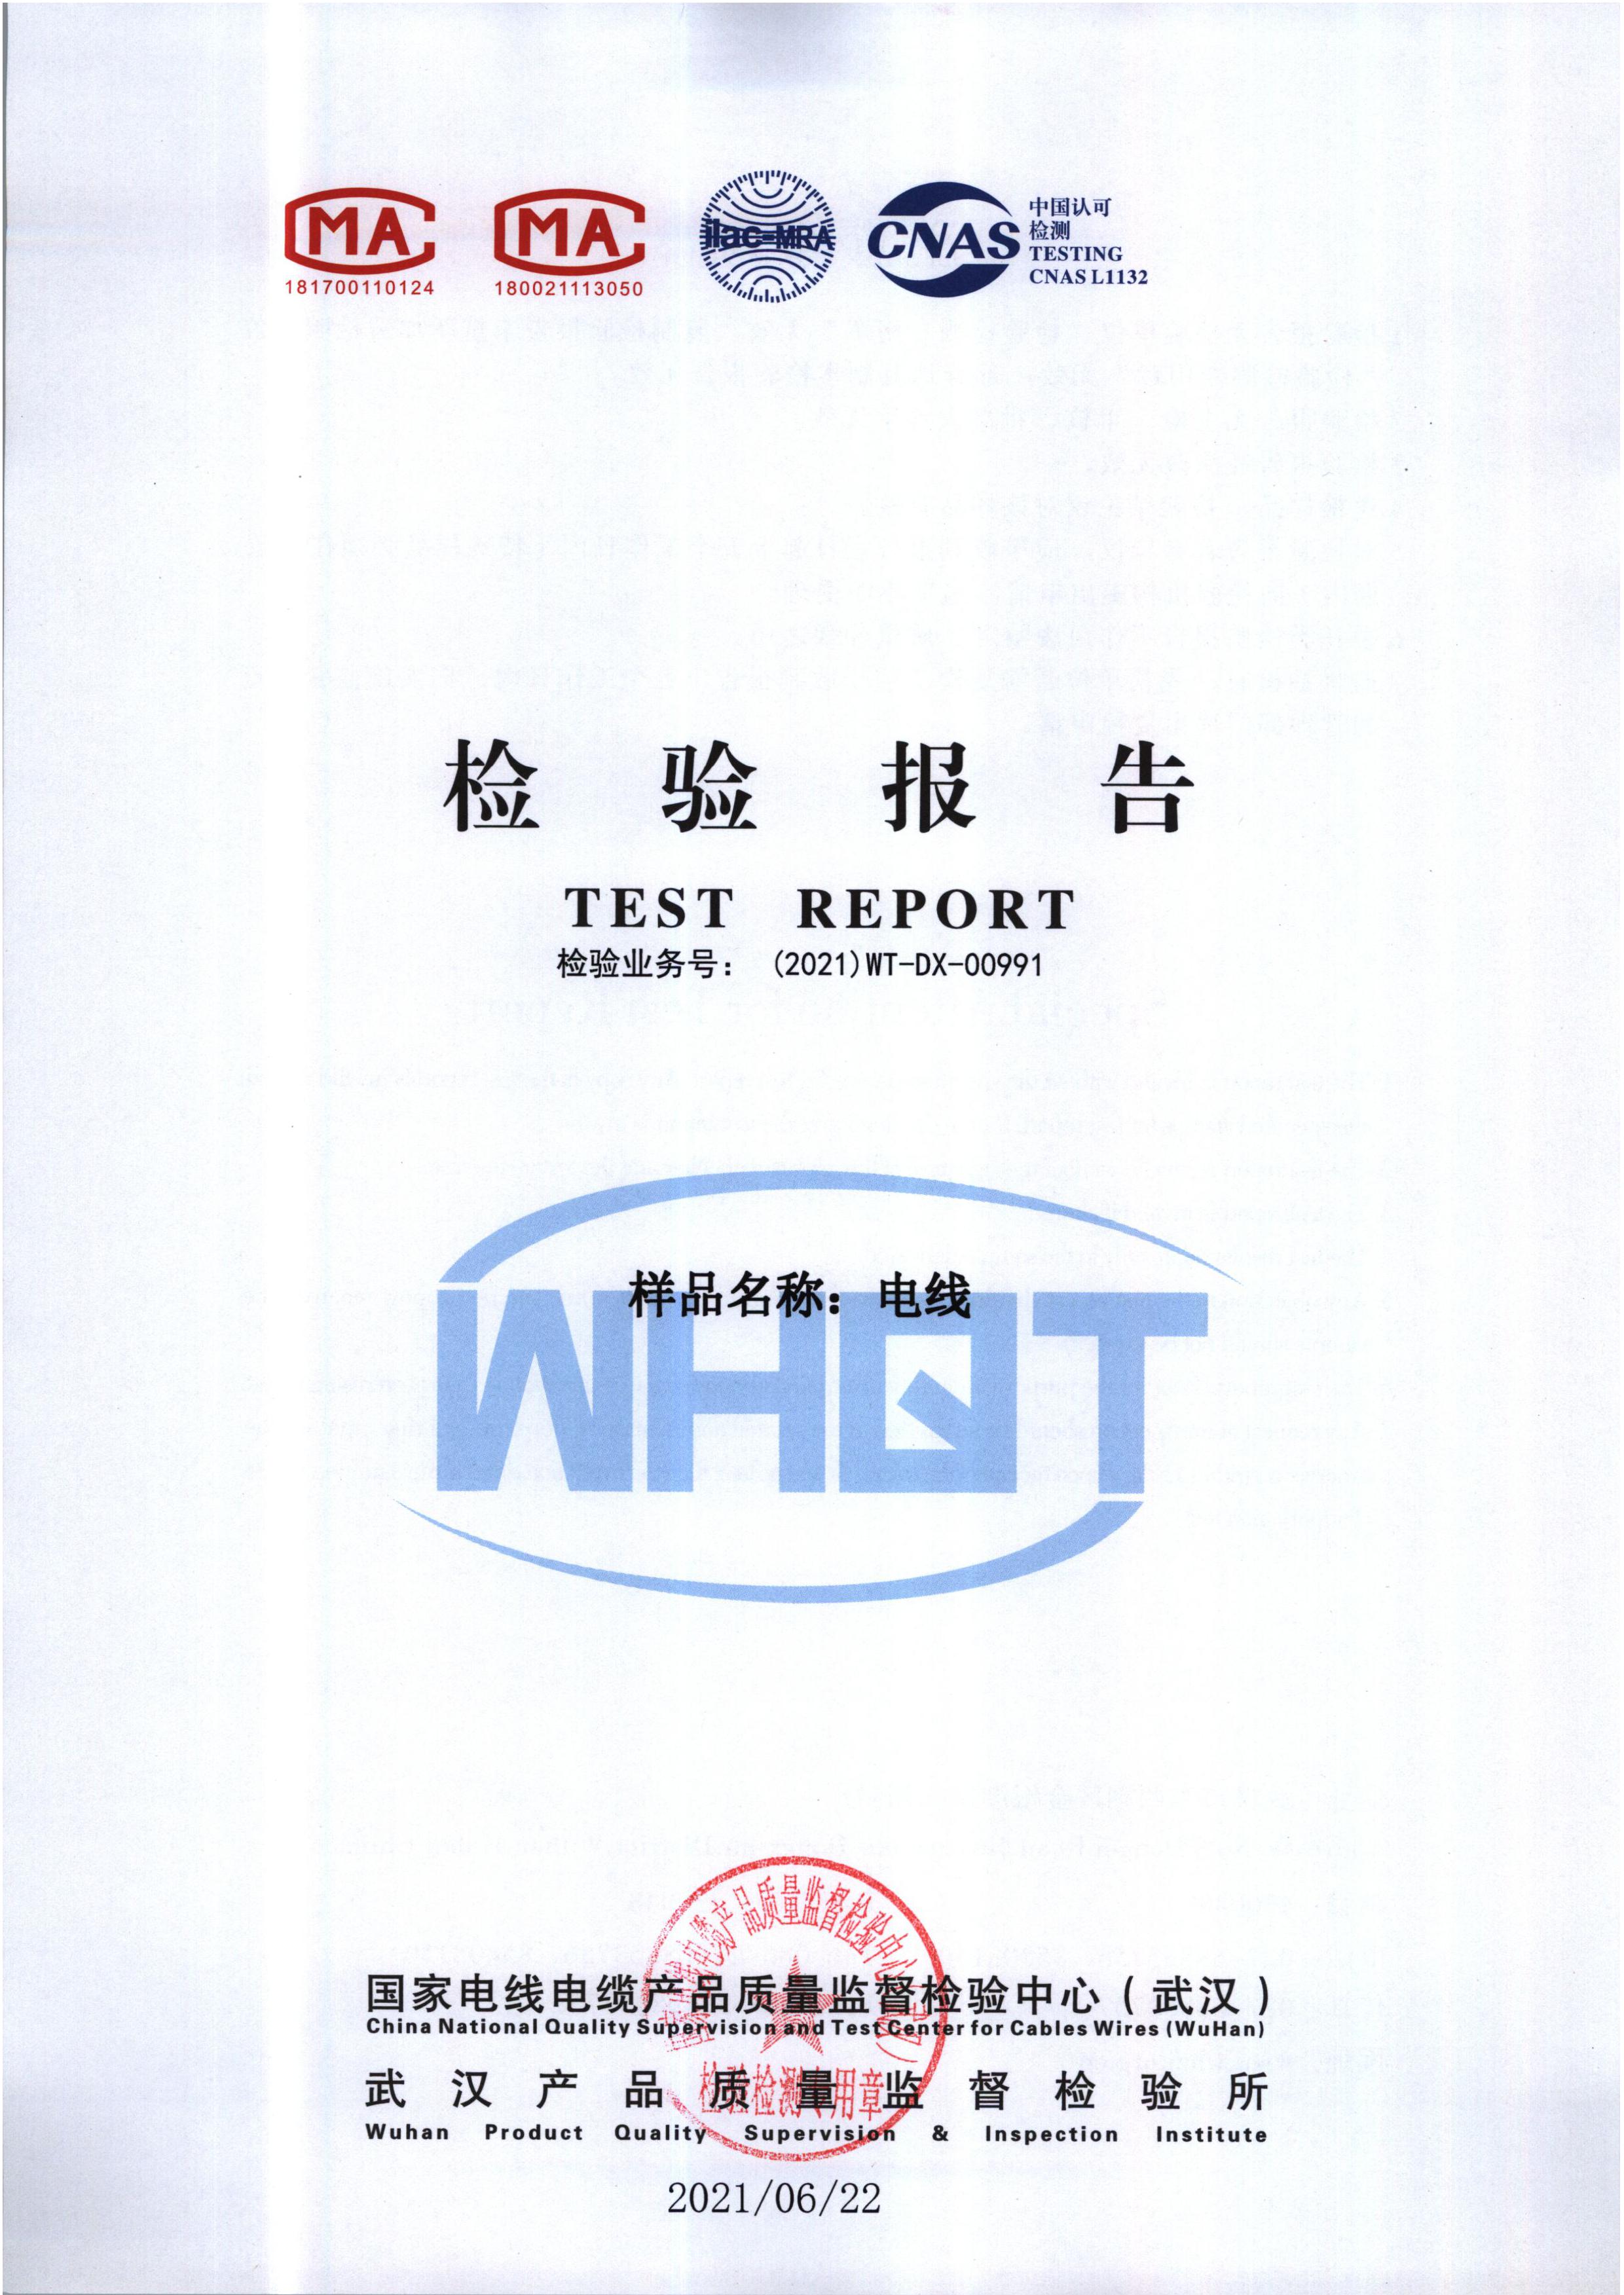 MA
181700110124
MA
180021113050
ilac-MRA
CNAS
中国认可
检测
TESTING
CNAS L1132
检验报告
TEST REPORT
检验业务号： (2021)WT-DX-00991
样品名称：电线
WHQT
国家电线电缆产品质量监督检验中心（武汉）
China National Quality Supervision and Test Center for Cables Wires (WuHan)
武汉产品质量监督检验所
Wuhan Product Quality Supervision & Inspection Institute
国家电线电缆产品质量监督检验中心(武汉)
检验检测专用章
2021/06/22